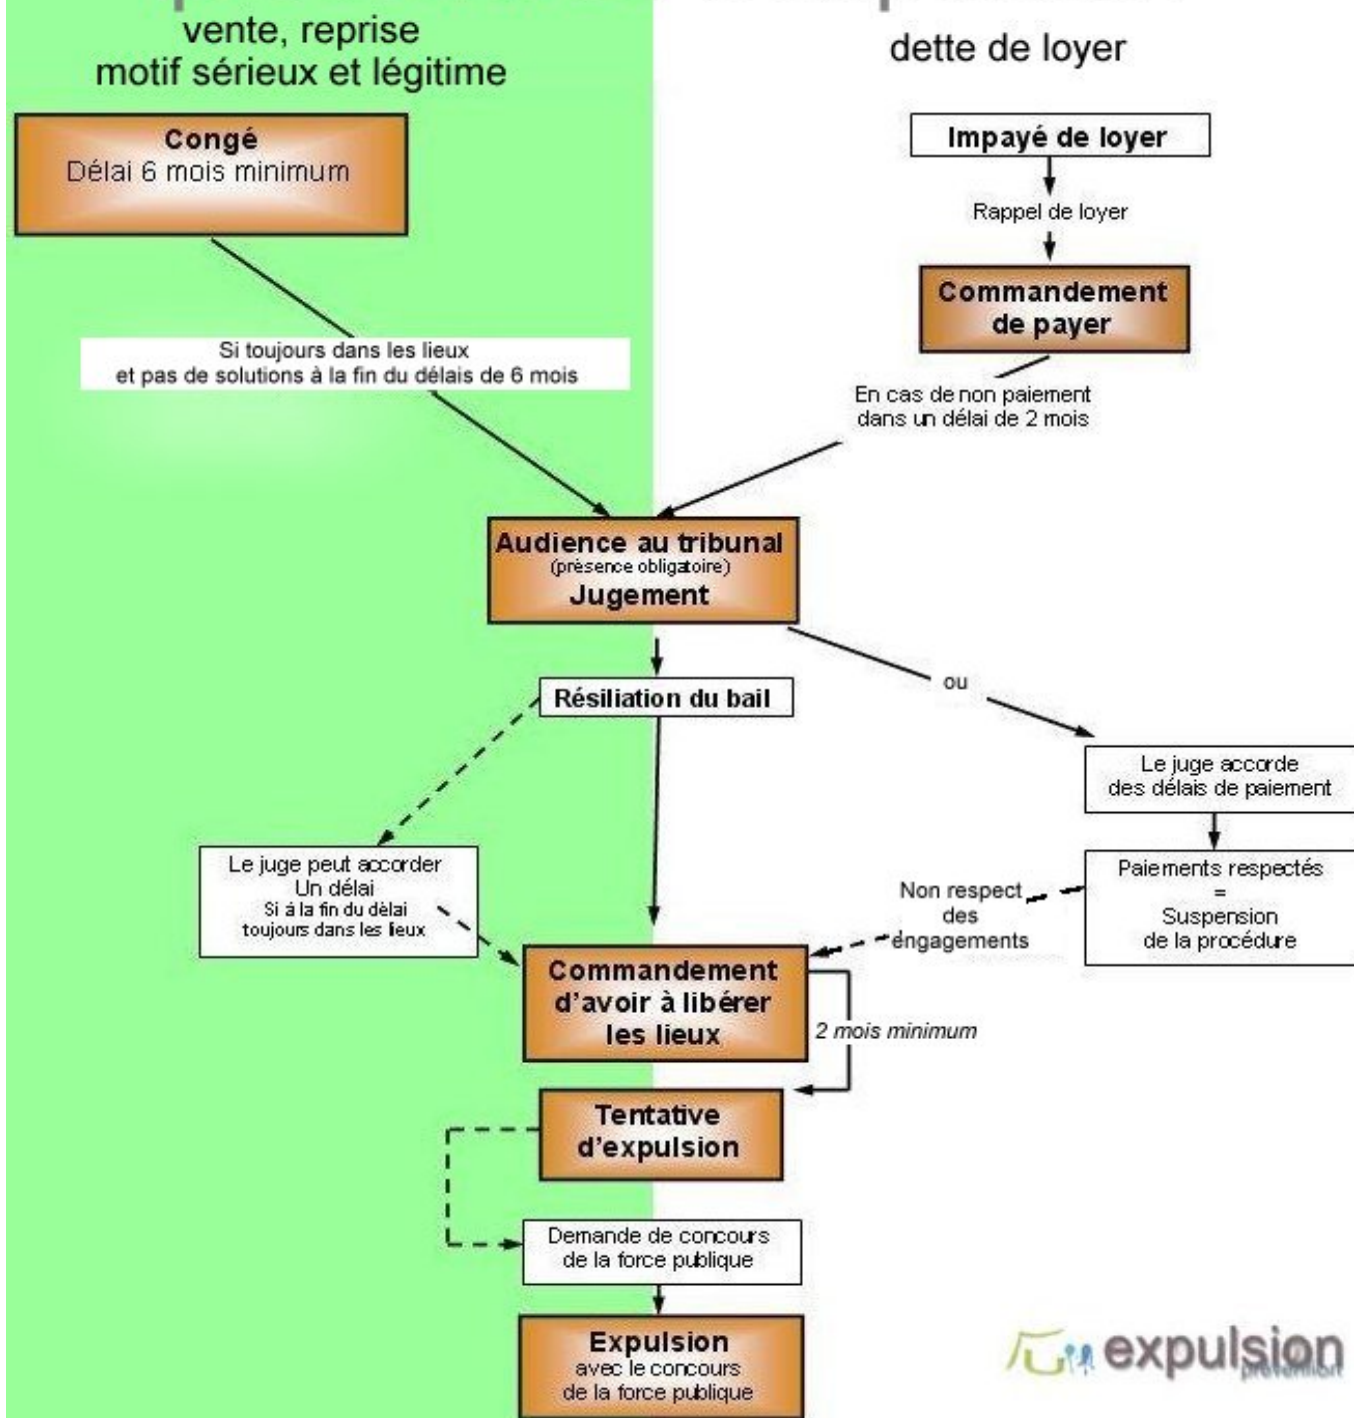 vente, reprise
motif sérieux et légitime
dette de loyer
Congé
Délai 6 mois minimum
Impayé de loyer
Rappel de loyer
Commandement
de payer
Si toujours dans les lieux
et pas de solutions à la fin du délais de 6 mois
En cas de non paiement
dans un délai de 2 mois
Audience au tribunal
(présence obligatoire)
Jugement
ou
Résiliation du bail
Le juge accorde
des délais de paiement
Le juge peut accorder
Un délai
Si à la fin du délai
toujours dans les lieux
Paiements respectés
=
Suspension
de la procédure
Non respect
des
engagements
Commandement
d'avoir à libérer
les lieux
2 mois minimum
Tentative
d'expulsion
Demande de concours
de la force publique
Expulsion
avec le concours
de la force publique
expulsion
prévention